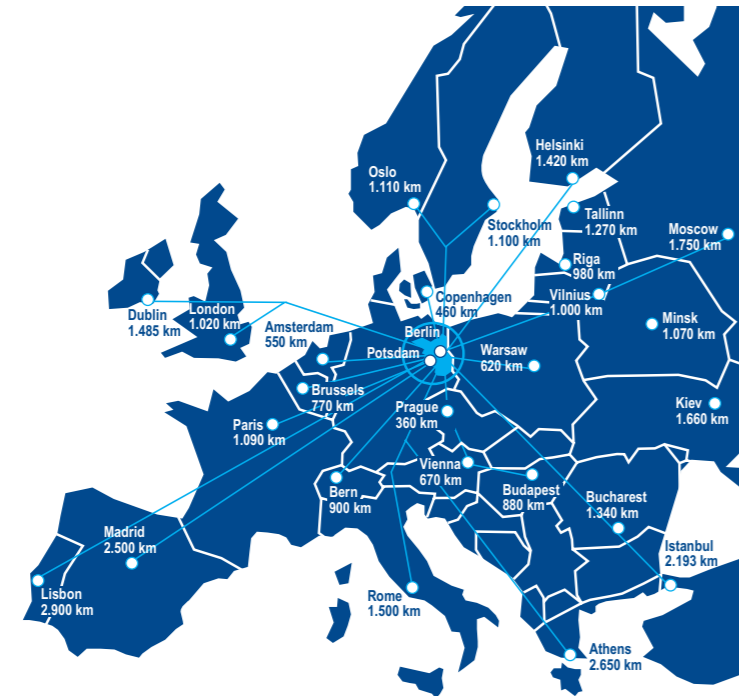 Helsinki
1.420 km
Oslo
1.110 km
Tallinn
1.270 km
Stockholm
1.100 km
Moscow
1.750 km
Riga
980 km
Copenhagen
460 km
Vilnius
1.000 km
Dublin
1.485 km
London
1.020 km
Minsk
1.070 km
Amsterdam
550 km
Berlin
Potsdam
Warsaw
620 km
Brussels
770 km
Prague
360 km
Kiev
1.660 km
Paris
1.090 km
Vienna
670 km
Bern
900 km
Budapest
880 km
Bucharest
1.340 km
Madrid
2.500 km
Istanbul
2.193 km
Lisbon
2.900 km
Rome
1.500 km
Athens
2.650 km